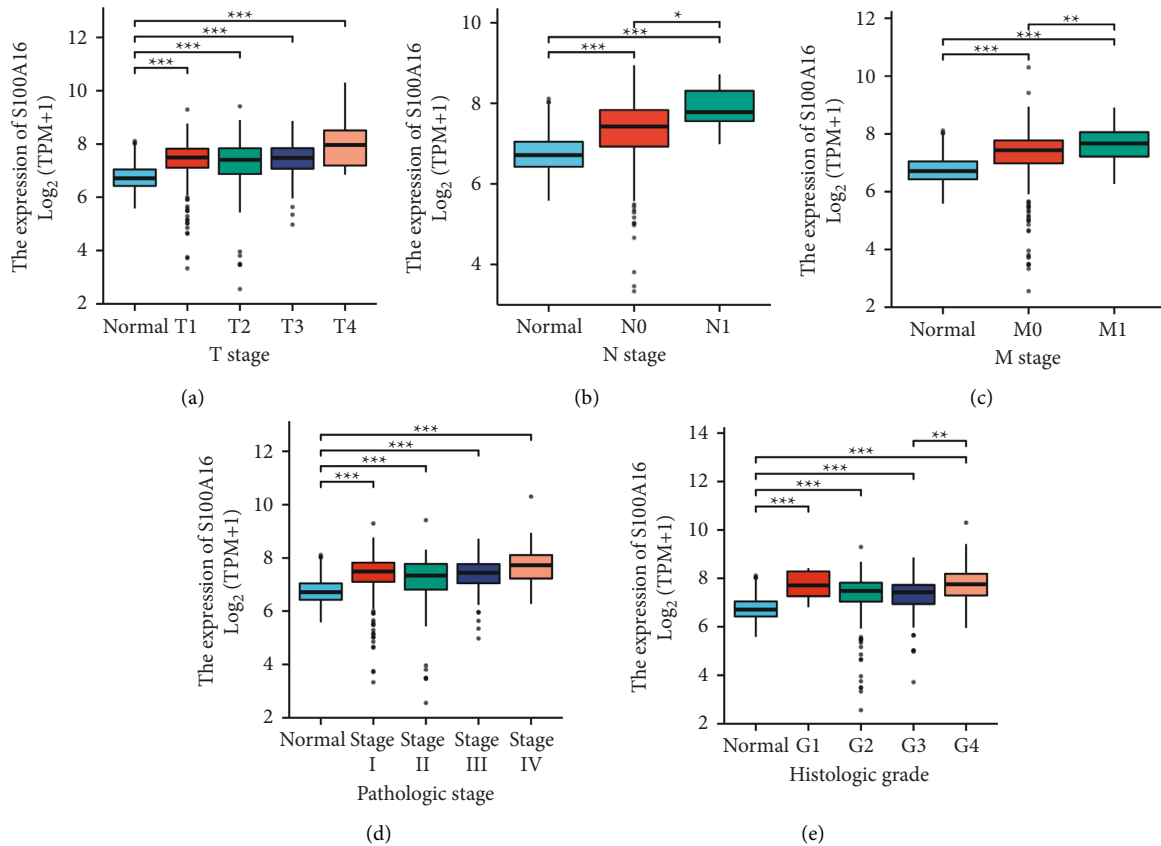 The expression of S100A16
Log2 (TPM+1)
12
10
8
6
4
2
***
***
***
***
Normal T1 T2 T3 T4
T stage
(a)
The expression of S100A16
Log2 (TPM+1)
10
8
6
4
*
***
***
Normal N0 N1
N stage
(b)
The expression of S100A16
Log2 (TPM+1)
12
10
8
6
4
2
**
***
***
Normal M0 M1
M stage
(c)
The expression of S100A16
Log2 (TPM+1)
12
10
8
6
4
2
***
***
***
***
Normal Stage Stage Stage Stage
I II III IV
Pathologic stage
(d)
The expression of S100A16
Log2 (TPM+1)
14
12
10
8
6
4
2
**
***
***
***
***
Normal G1 G2 G3 G4
Histologic grade
(e)